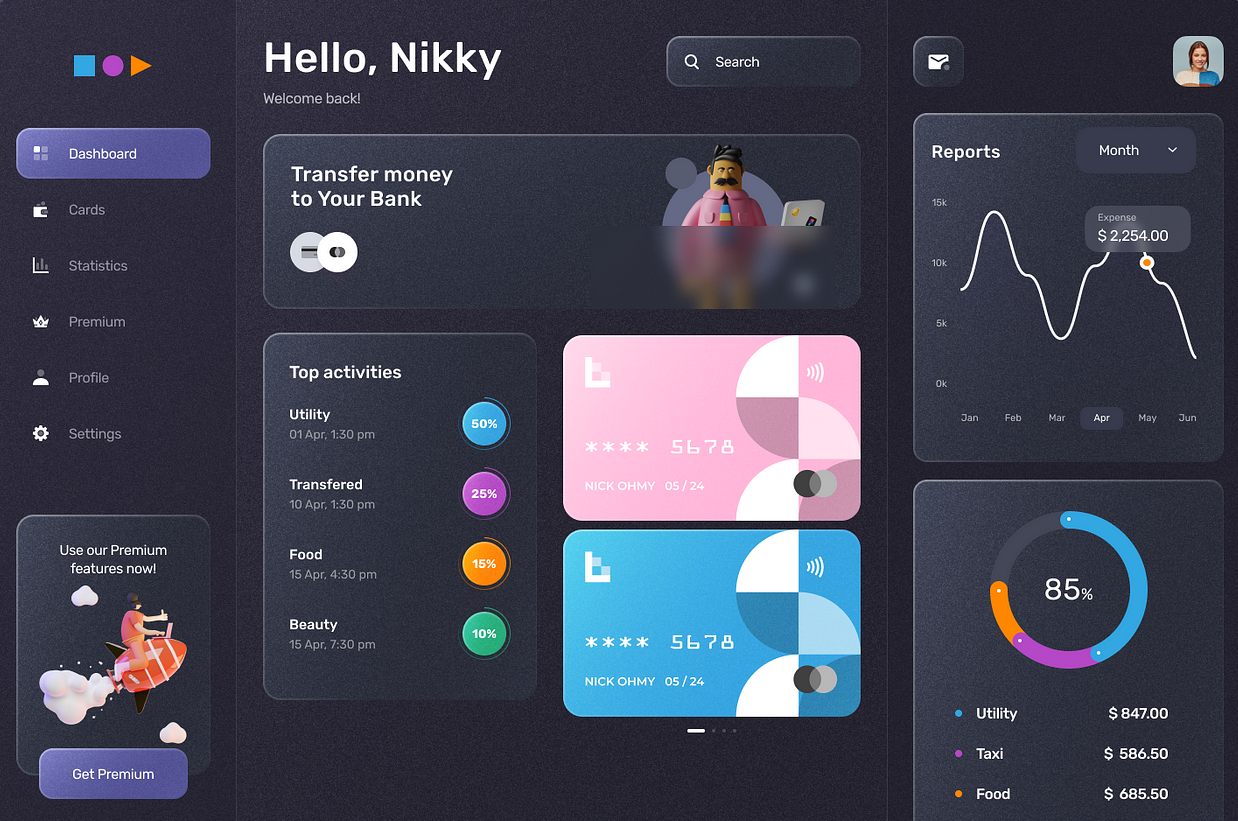 Dashboard
Cards
Statistics
Premium
Profile
Settings
Use our Premium
features now!
Get Premium
Hello, Nikky
Welcome back!
Search
Transfer money
to Your Bank
Top activities
Utility
01 Apr, 1:30 pm
50%
Transfered
10 Apr, 1:30 pm
25%
Food
15 Apr, 4:30 pm
15%
Beauty
15 Apr, 7:30 pm
10%
**** 5678
NICK OHMY 05 / 24
**** 5678
NICK OHMY 05 / 24
Reports
Month
15k
10k
5k
0k
Expense
$ 2,254.00
Jan Feb Mar Apr May Jun
85%
Utility $ 847.00
Taxi $ 586.50
Food $ 685.50